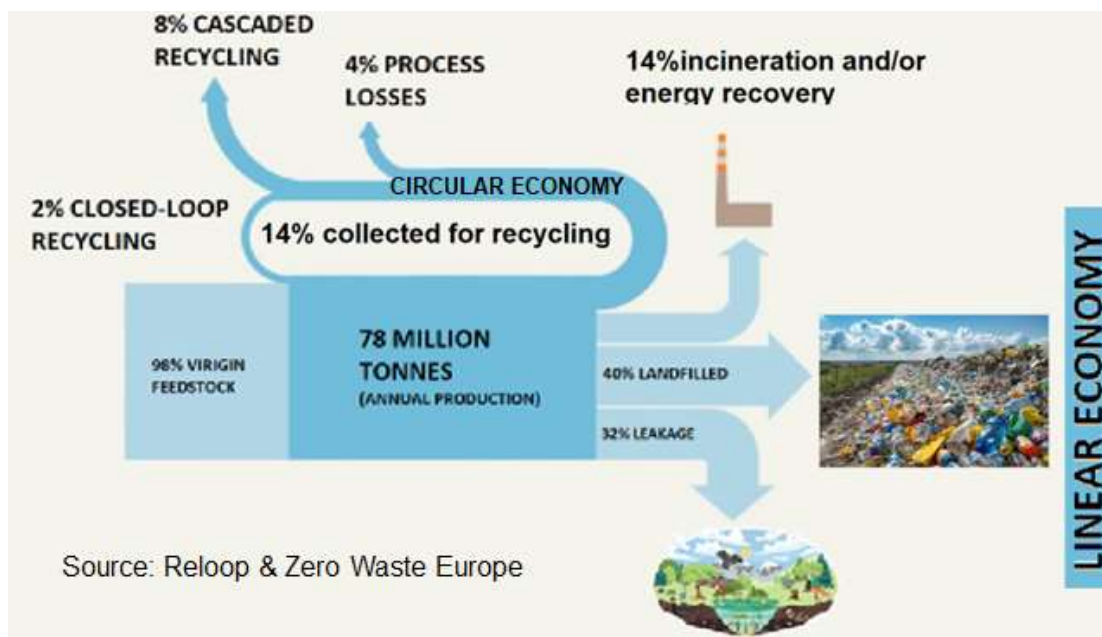 8% CASCADED
RECYCLING
4% PROCESS
LOSSES
14%incineration and/or
energy recovery
CIRCULAR ECONOMY
2% CLOSED-LOOP
RECYCLING
14% collected for recycling
98% VIRIGIN
FEEDSTOCK
78 MILLION
TONNES
(ANNUAL PRODUCTION)
40% LANDFILLED
32% LEAKAGE
LINEAR ECONOMY
Source: Reloop & Zero Waste Europe